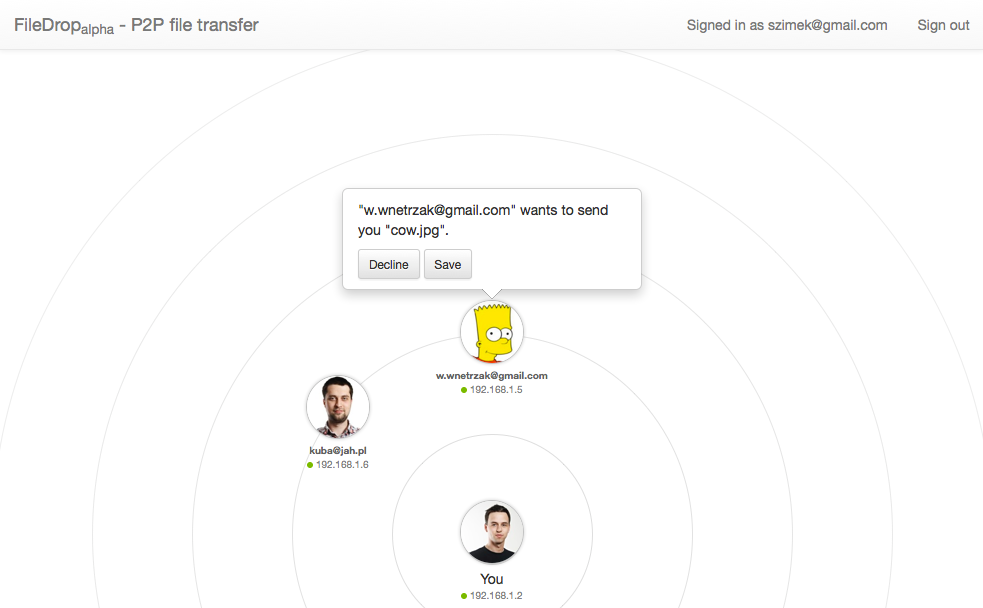 FileDropalpha - P2P file transfer
Signed in as szimek@gmail.com
Sign out
"w.wnetrzak@gmail.com" wants to send
you "cow.jpg".
Decline
Save
w.wnetrzak@gmail.com
192.168.1.5
kuba@jah.pl
192.168.1.6
You
192.168.1.2